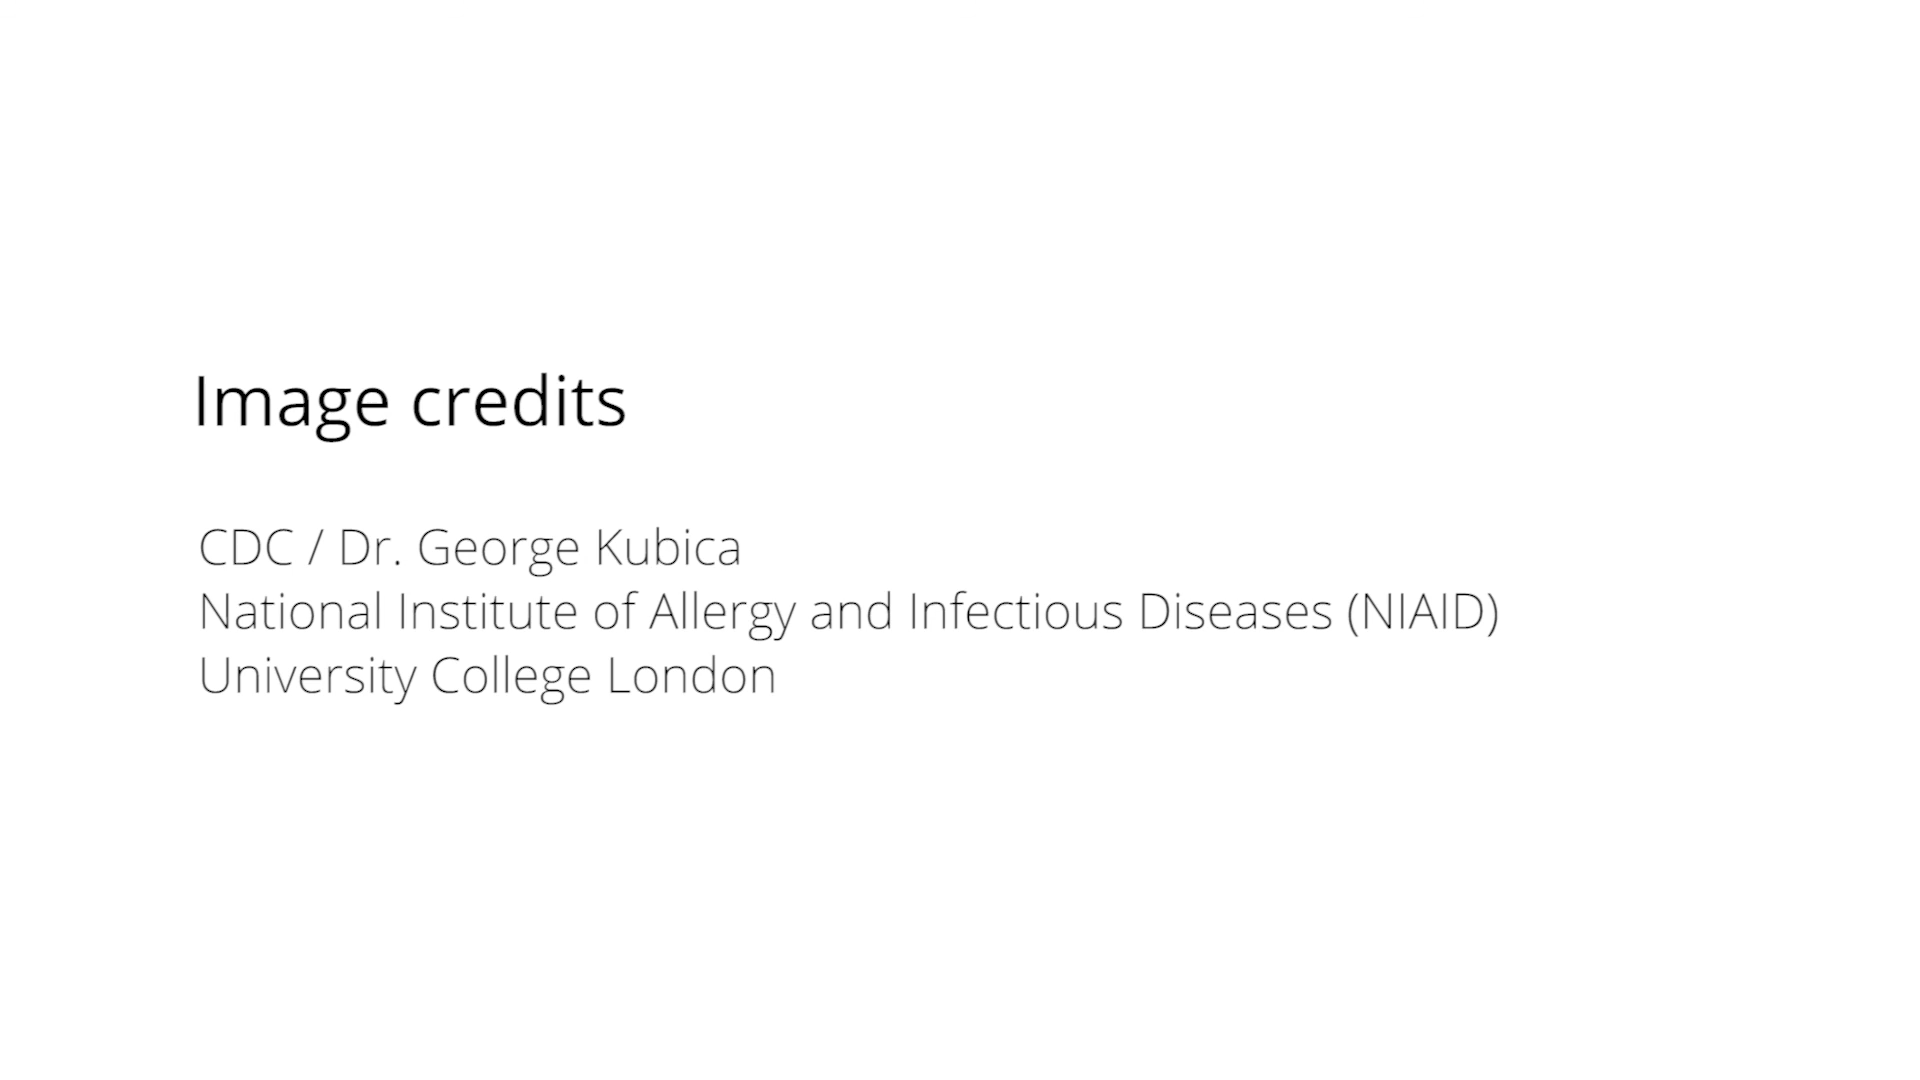 Image credits
CDC / Dr. George Kubica
National Institute of Allergy and Infectious Diseases (NIAID)
University College London